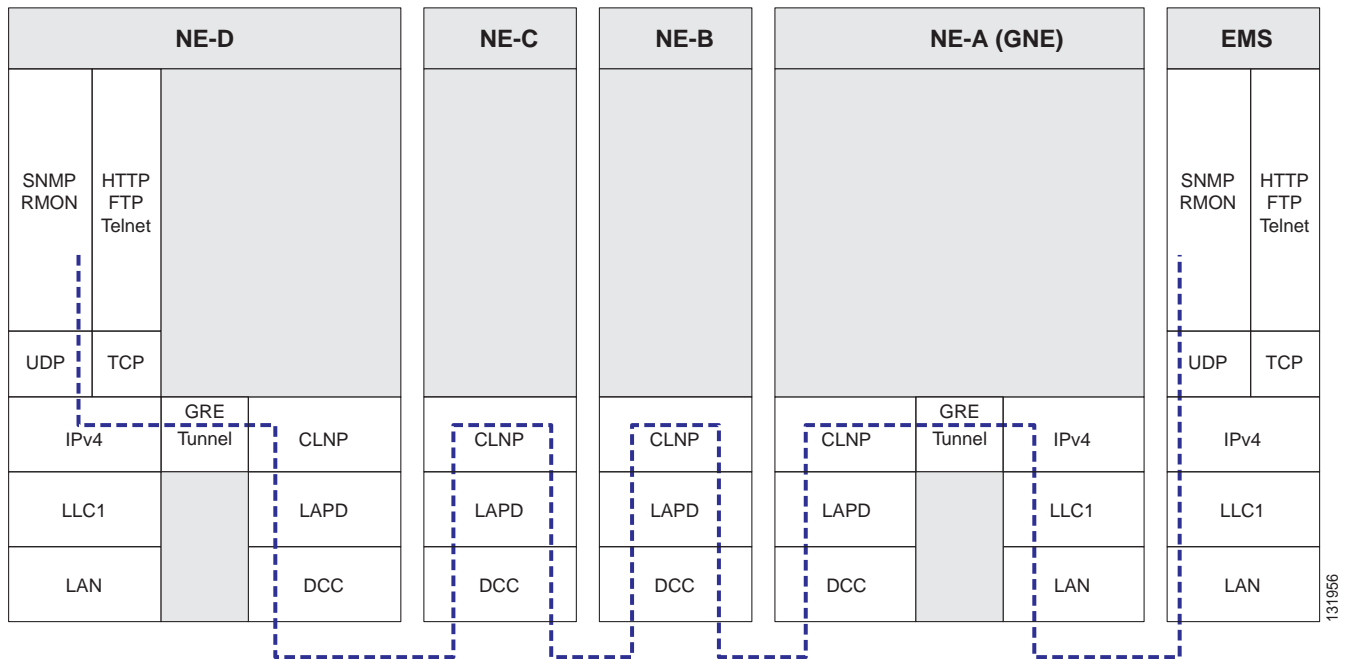 NE-D
NE-C
NE-B
NE-A (GNE)
EMS
SNMP
RMON
HTTP
FTP
Telnet
SNMP
RMON
HTTP
FTP
Telnet
UDP
TCP
UDP
TCP
IPv4
GRE
Tunnel
CLNP
CLNP
CLNP
CLNP
GRE
Tunnel
IPv4
IPv4
LLC1
LAPD
LAPD
LAPD
LAPD
LLC1
LLC1
LAN
DCC
DCC
DCC
DCC
LAN
LAN
131956